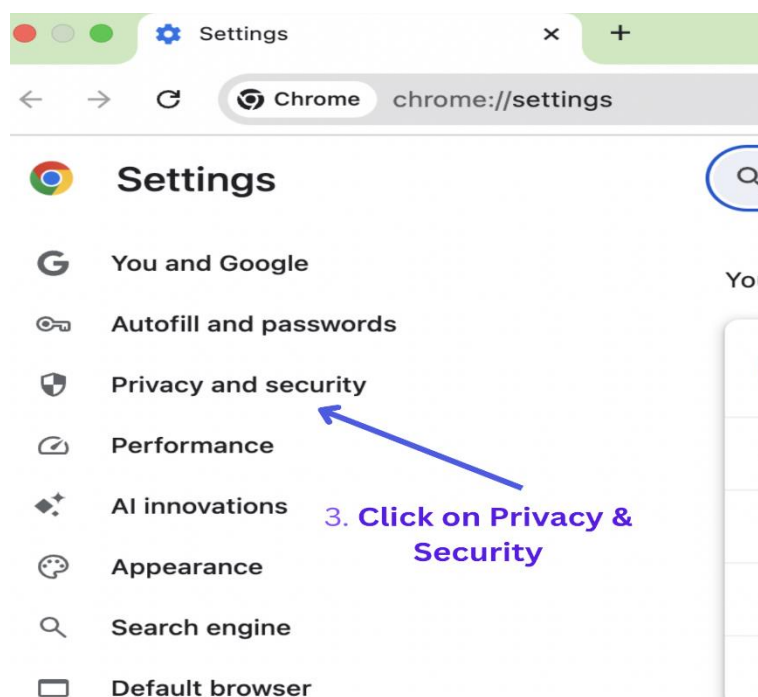 Settings
Chrome chrome://settings
Settings
You and Google
Autofill and passwords
Privacy and security
Performance
AI innovations
3. Click on Privacy &
Security
Appearance
Search engine
Default browser